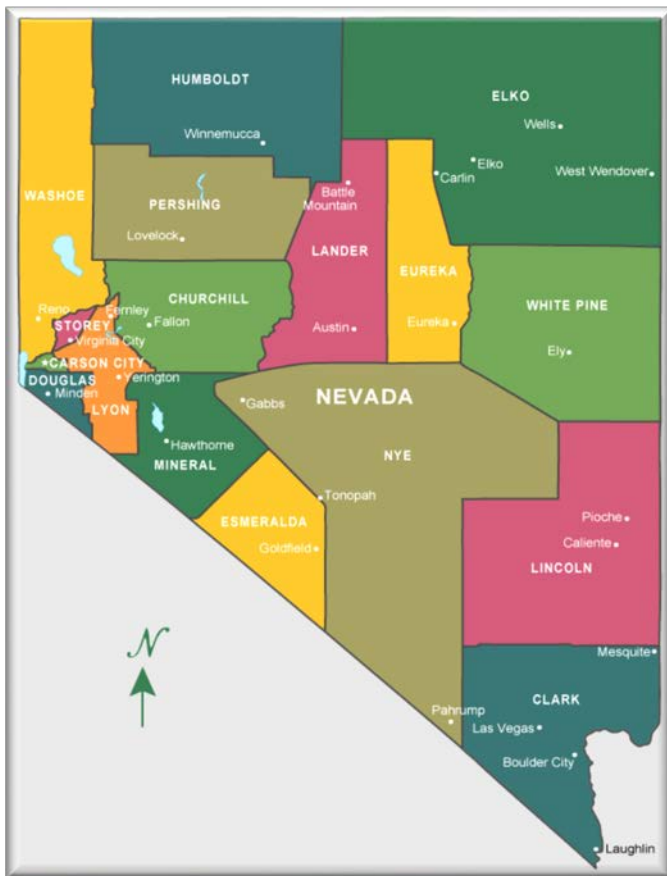 HUMBOLDT
ELKO
Wells
Winnemucca
Elko
Carlin
West Wendover
WASHOE
Battle
Mountain
PERSHING
Lovelock
LANDER
EUREKA
CHURCHILL
WHITE PINE
Reno
Fernley
STOREY
Fallon
Austin
Eureka
Virginia City
Ely
CARSON CITY
DOUGLAS
Yerington
Minden
LYON
NEVADA
Gabbs
Hawthorne
NYE
MINERAL
Tonopah
ESMERALDA
Pioche
Goldfield
Caliente
LINCOLN
N
Mesquite
CLARK
Pahrump
Las Vegas
Boulder City
Laughlin